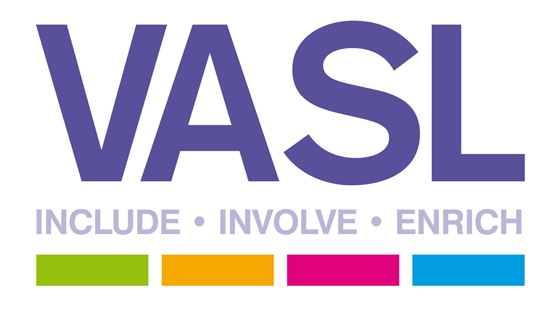 VASL
INCLUDE • INVOLVE • ENRICH